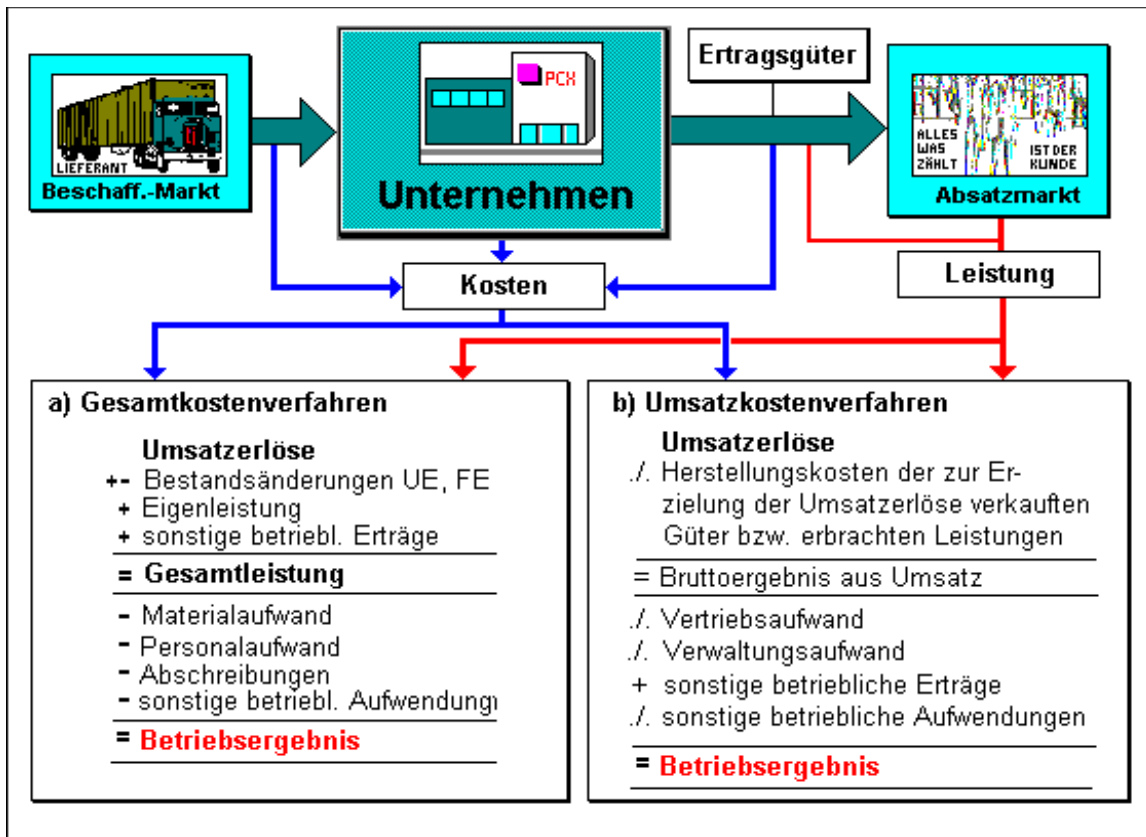 LIEFERANT
Beschaff.-Markt
PCX
Unternehmen
Ertragsgüter
ALLES
WAS
ZÄHLT
IST DER
KUNDE
Absatzmarkt
Kosten
Leistung
a) Gesamtkostenverfahren
Umsatzerlöse
+- Bestandsänderungen UE, FE
+ Eigenleistung
+ sonstige betriebl. Erträge
= Gesamtleistung
- Materialaufwand
- Personalaufwand
- Abschreibungen
- sonstige betriebl. Aufwendung
= Betriebsergebnis
b) Umsatzkostenverfahren
Umsatzerlöse
./. Herstellungskosten der zur Er-
zielung der Umsatzerlöse verkauften
Güter bzw. erbrachten Leistungen
= Bruttoergebnis aus Umsatz
./. Vertriebsaufwand
./. Verwaltungsaufwand
+ sonstige betriebliche Erträge
./. sonstige betriebliche Aufwendungen
= Betriebsergebnis